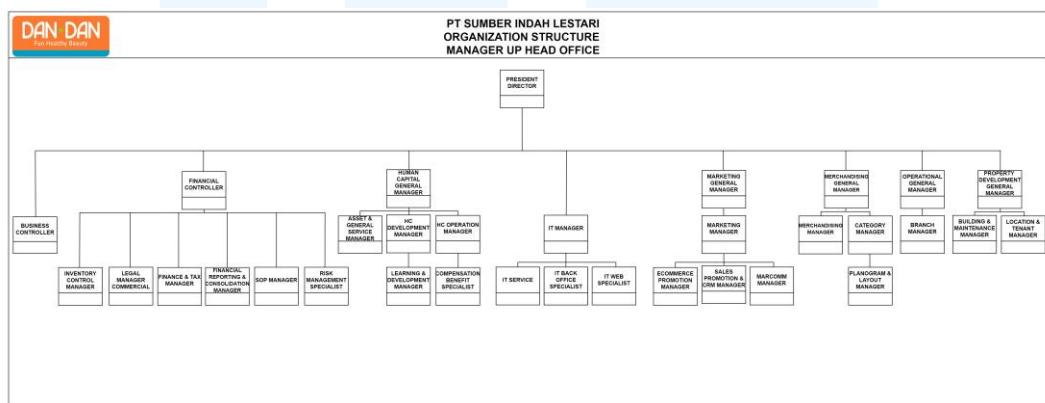 DAN+DAN
Fun Healthy Beauty
PT SUMBER INDAH LESTARI
ORGANIZATION STRUCTURE
MANAGER UP HEAD OFFICE
PRESIDENT
DIRECTOR
FINANCIAL
CONTROLLER
HUMAN
CAPITAL
GENERAL
MANAGER
MARKETING
GENERAL
MANAGER
MERCHANDISING
GENERAL
MANAGER
OPERATIONAL
GENERAL
MANAGER
PROPERTY
DEVELOPMENT
GENERAL
MANAGER
BUSINESS
CONTROLLER
ASSET &
GENERAL
SERVICE
MANAGER
HC
DEVELOPMENT
MANAGER
HC OPERATION
MANAGER
IT MANAGER
MARKETING
MANAGER
MERCHANDISING
MANAGER
CATEGORY
MANAGER
BRANCH
MANAGER
BUILDING &
MAINTENANCE
MANAGER
LOCATION &
TENANT
MANAGER
INVENTORY
CONTROL
MANAGER
LEGAL
MANAGER
COMMERCIAL
FINANCE & TAX
MANAGER
FINANCIAL
REPORTING &
CONSOLIDATION
MANAGER
SOP MANAGER
RISK
MANAGEMENT
SPECIALIST
LEARNING &
DEVELOPMENT
MANAGER
COMPENSATION
BENEFIT
SPECIALIST
IT SERVICE
IT BACK
OFFICE
SPECIALIST
IT WEB
SPECIALIST
ECOMMERCE
PROMOTION
MANAGER
SALES
PROMOTION &
CRM MANAGER
MARCOMM
MANAGER
PLANOGRAM &
LAYOUT
MANAGER